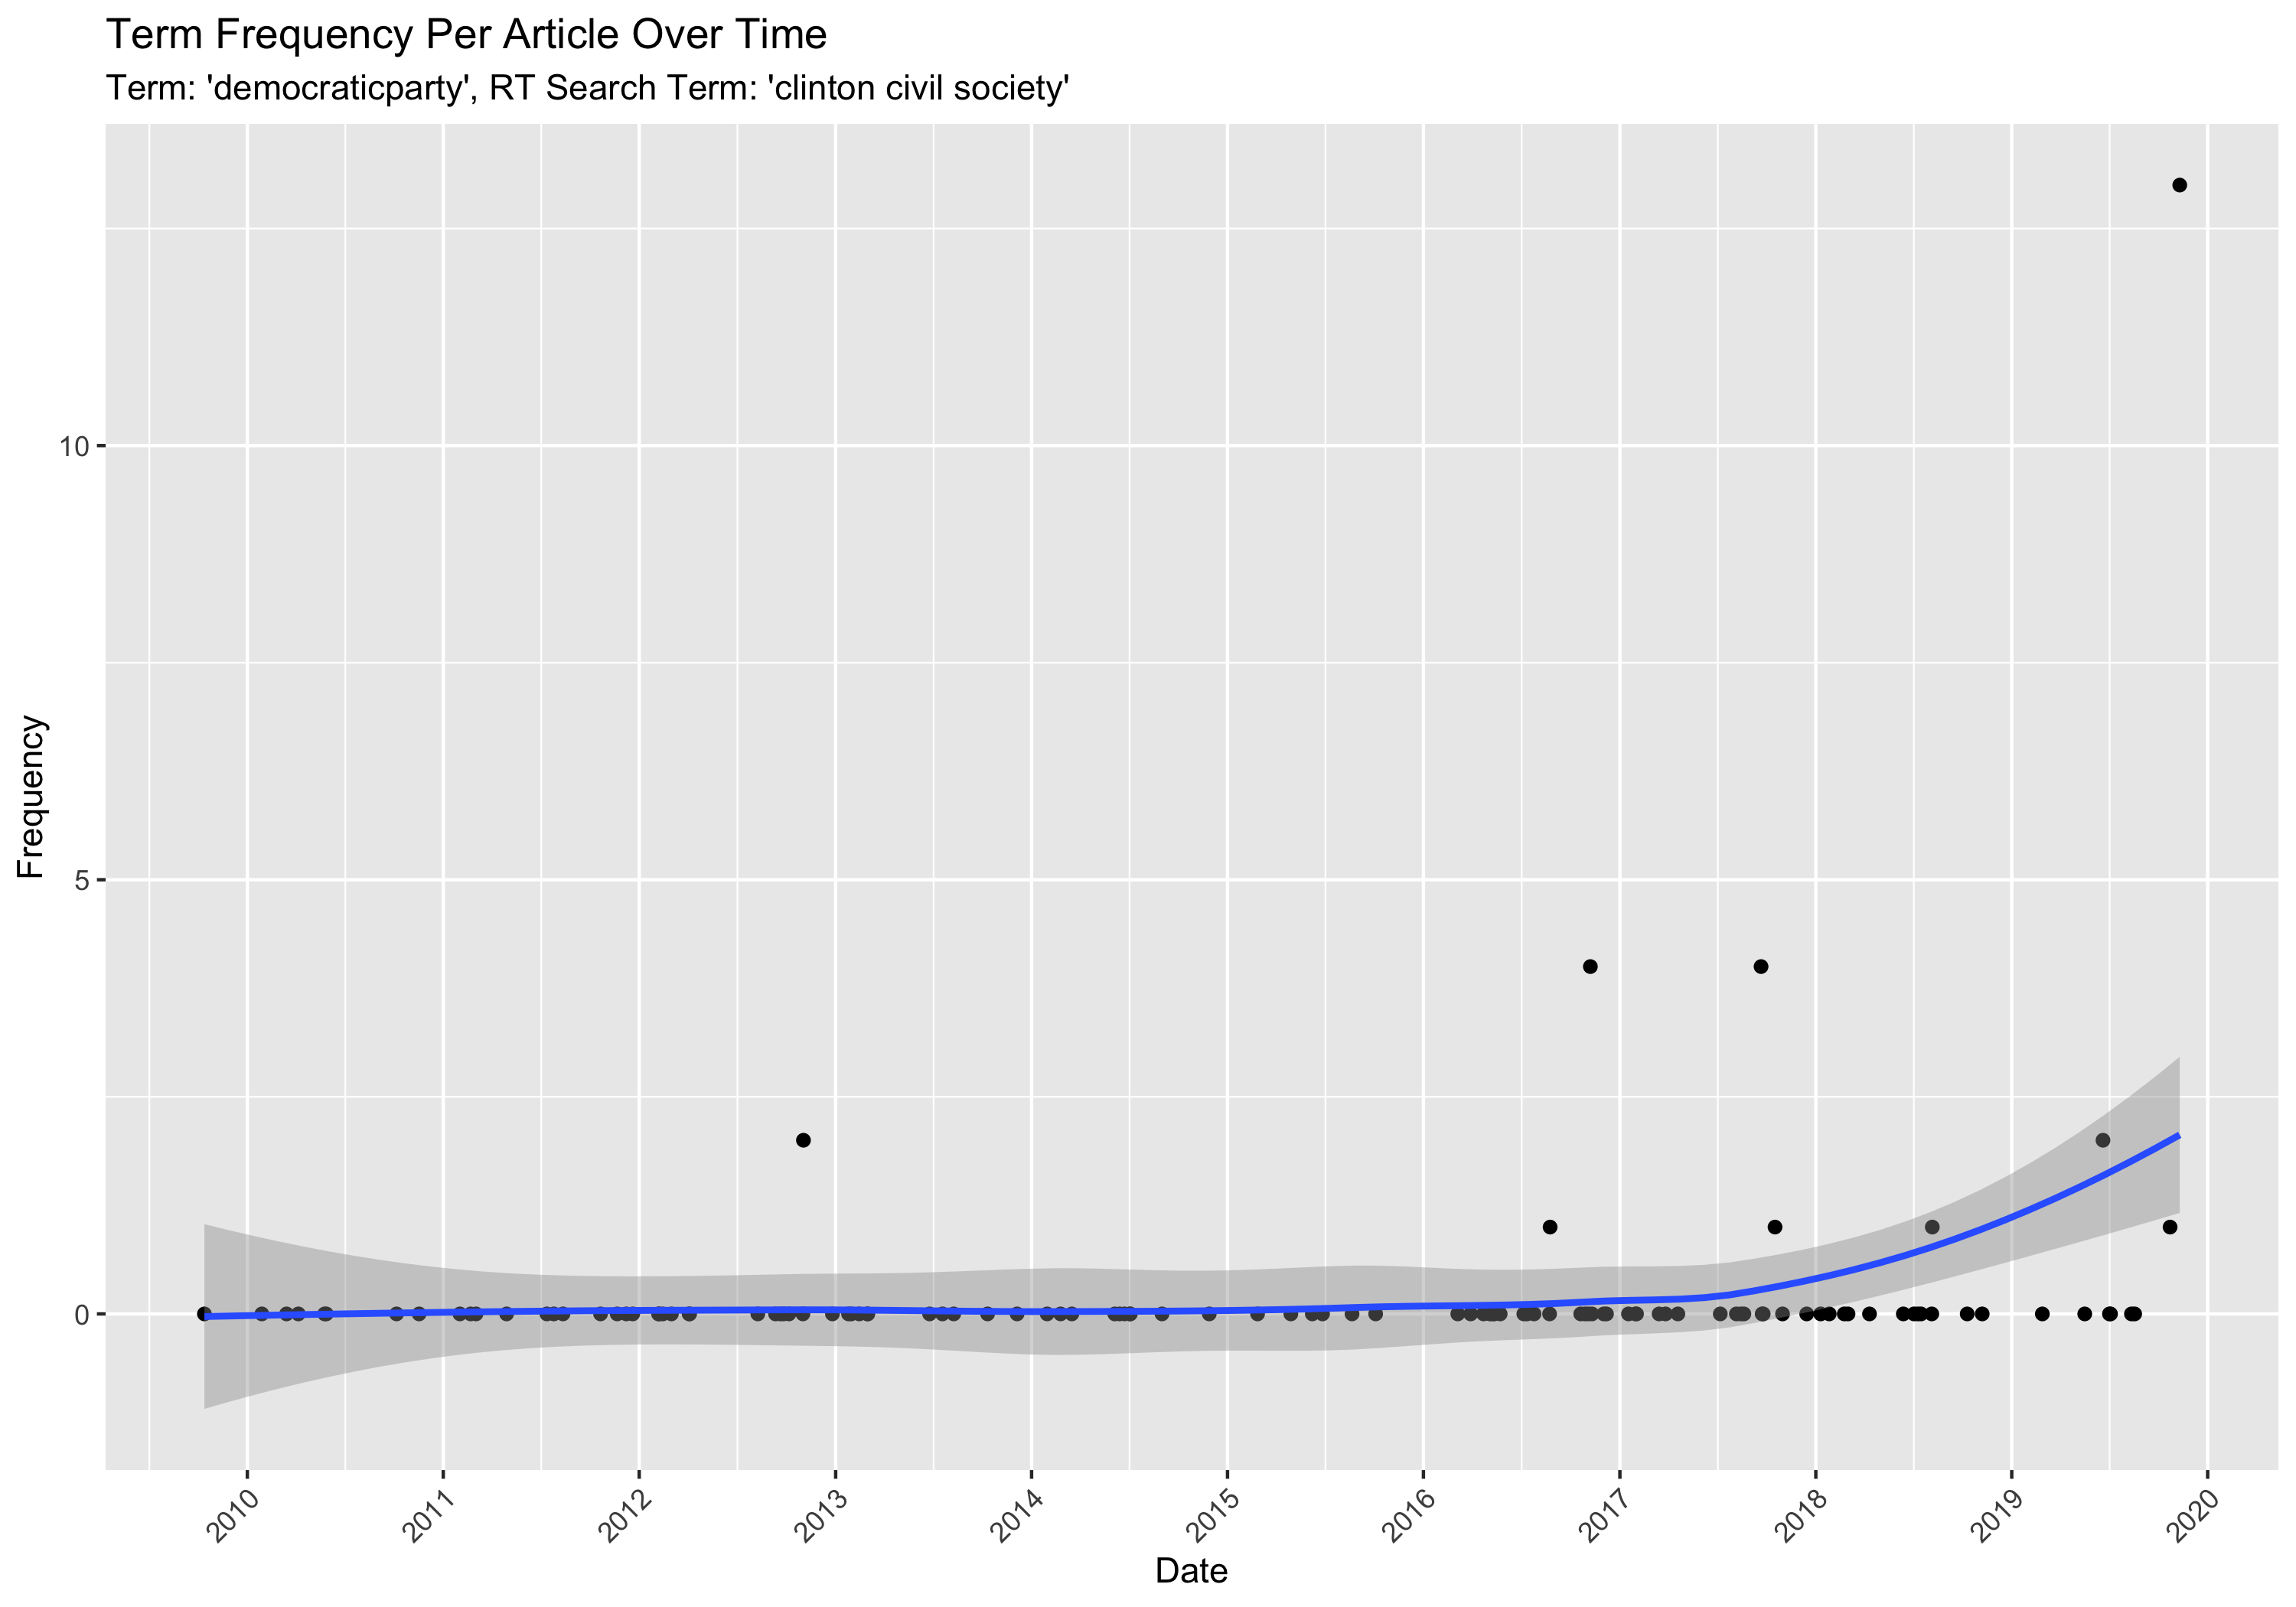 Term Frequency Per Article Over Time
Term: 'democraticparty', RT Search Term: 'clinton civil society'
Frequency
10
5
0
2010 2011 2012 2013 2014 2015 2016 2017 2018 2019 2020
Date